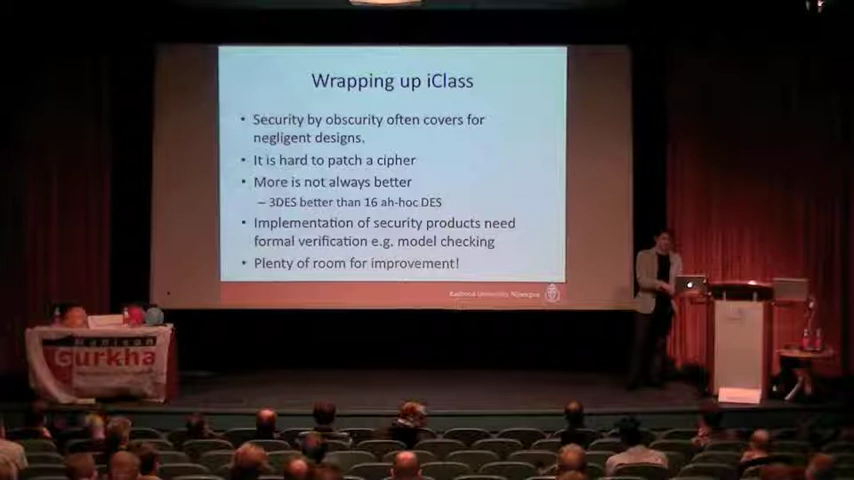 Wrapping up iClass
• Security by obscurity often covers for
negligent designs.
• It is hard to patch a cipher
• More is not always better
– 3DES better than 16 ah-hoc DES
• Implementation of security products need
formal verification e.g. model checking
• Plenty of room for improvement!
Radboud University Nijmegen
Madison
Gurkha